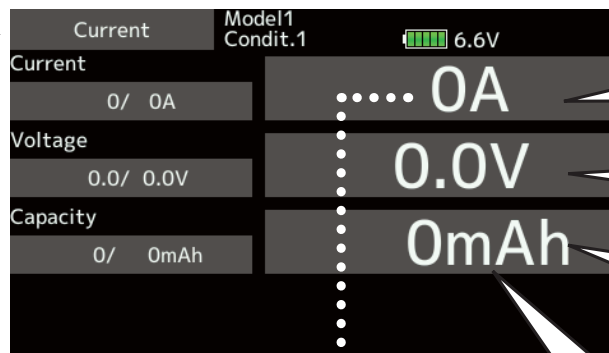 Current
Model1
Condit.1
6.6V
Current
0/ 0A
0A
Voltage
0.0/ 0.0V
0.0V
Capacity
0/ 0mAh
0mAh